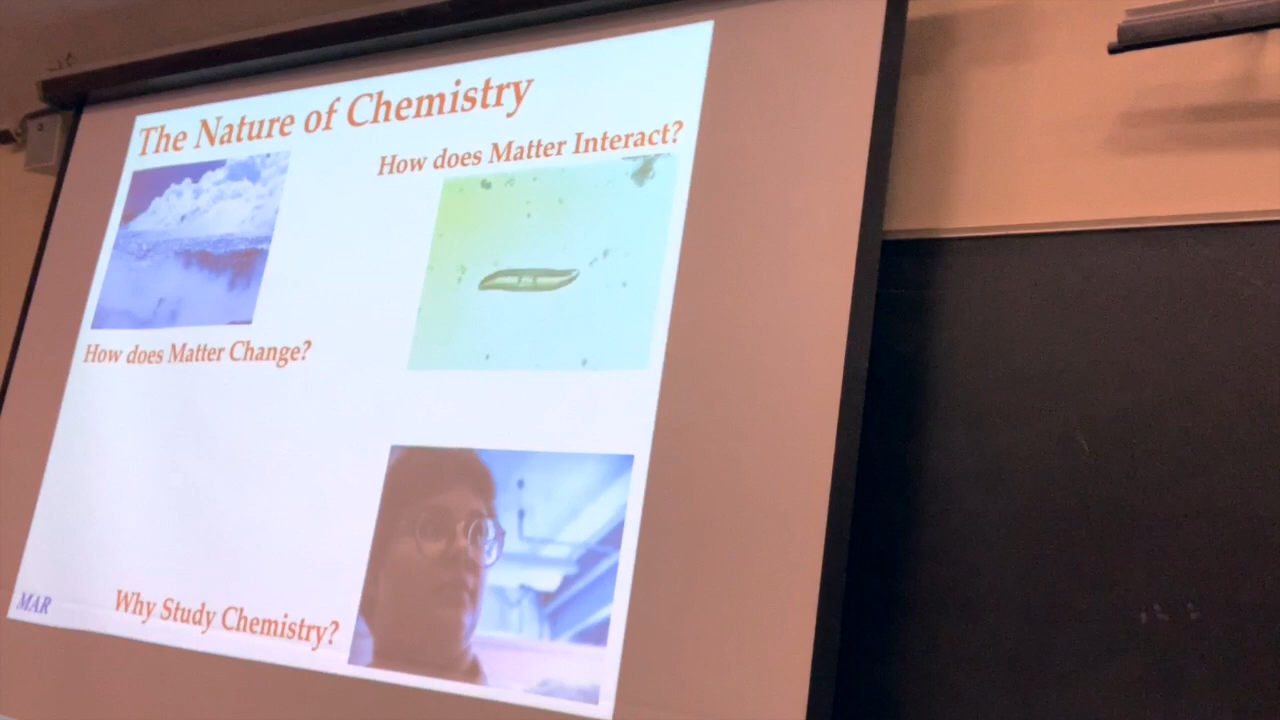 The Nature of Chemistry
How does Matter Interact?
How does Matter Change?
Why Study Chemistry?
MAR